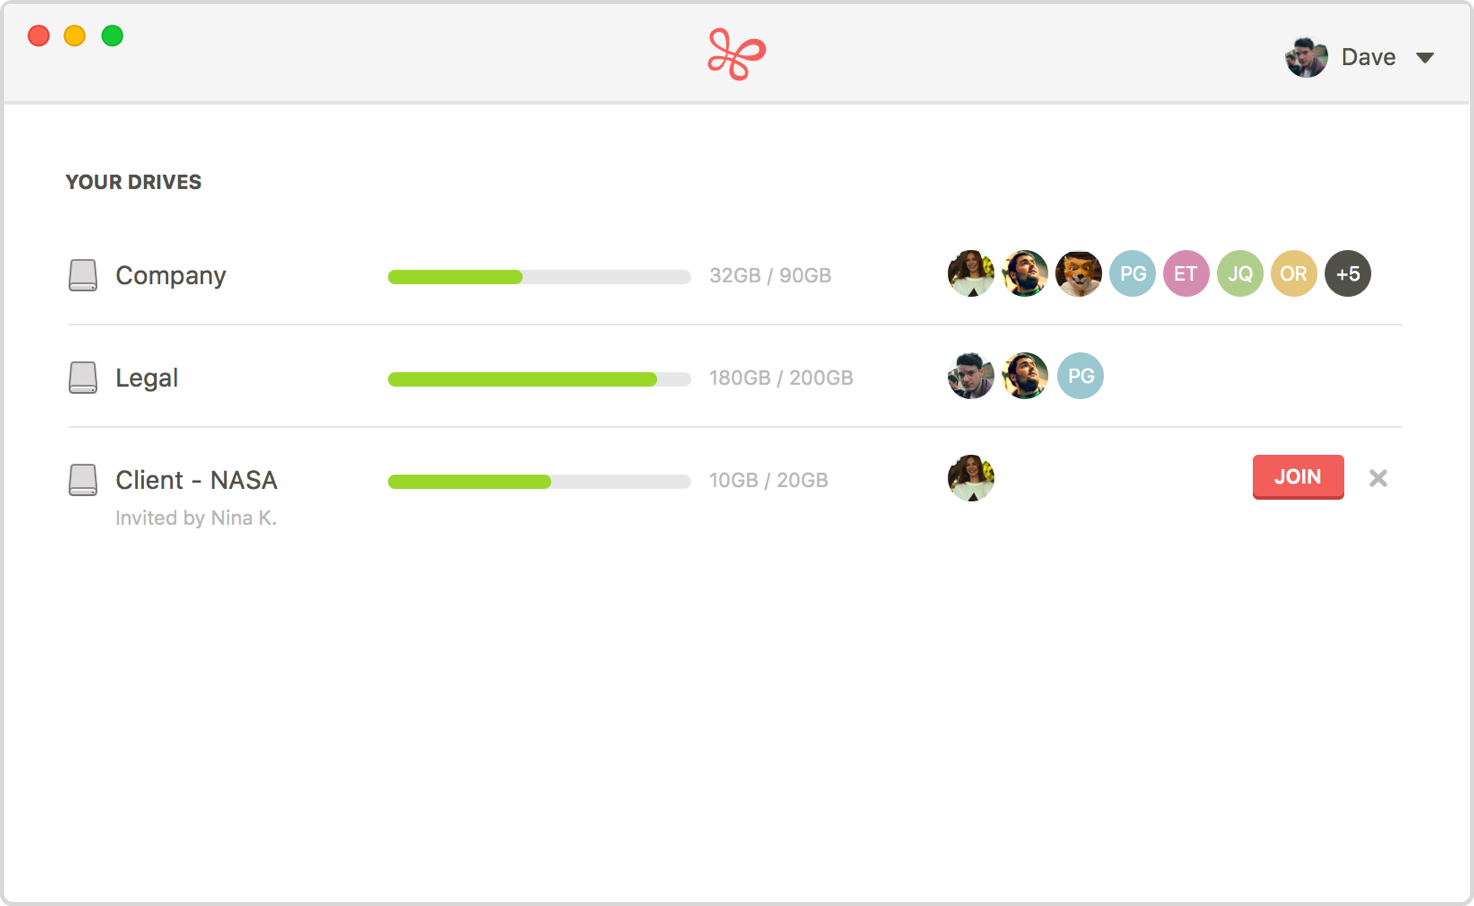 Dave
YOUR DRIVES
Company 32GB / 90GB PG ET JQ OR +5
Legal 180GB / 200GB PG
Client - NASA 10GB / 20GB JOIN
Invited by Nina K.